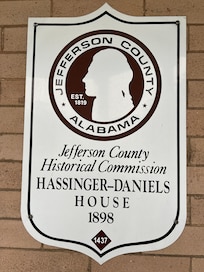 JEFFERSON COUNTY
EST.
1819
ALABAMA
Jefferson County
Historical Commission
HASSINGER–DANIELS
HOUSE
1898
1437